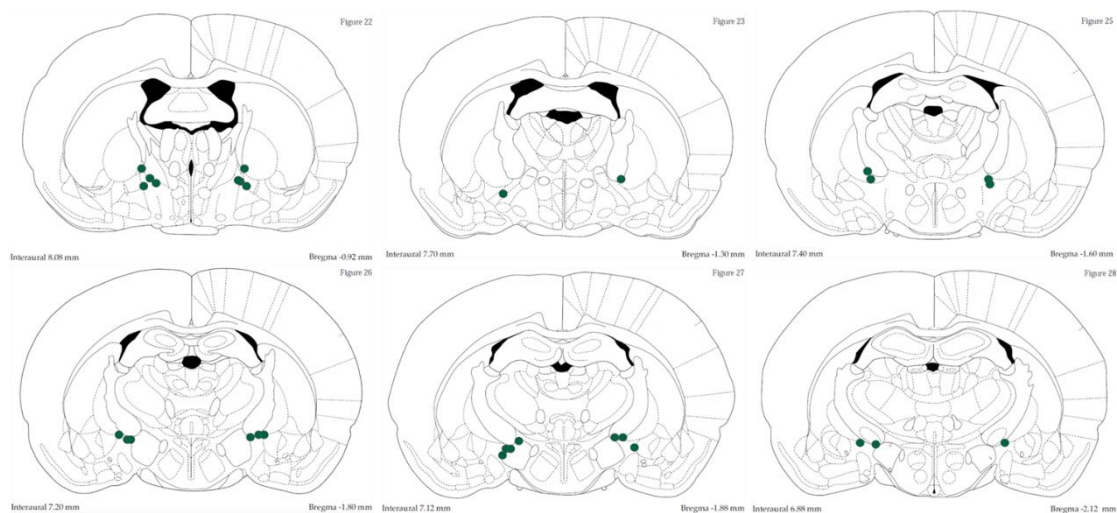 Figure 22
Interaural 8.08 mm
Bregma -0.92 mm
Figure 23
Interaural 7.70 mm
Bregma -1.30 mm
Figure 25
Interaural 7.40 mm
Bregma -1.60 mm
Figure 26
Interaural 7.20 mm
Bregma -1.80 mm
Figure 27
Interaural 7.12 mm
Bregma -1.88 mm
Figure 28
Interaural 6.88 mm
Bregma -2.12 mm